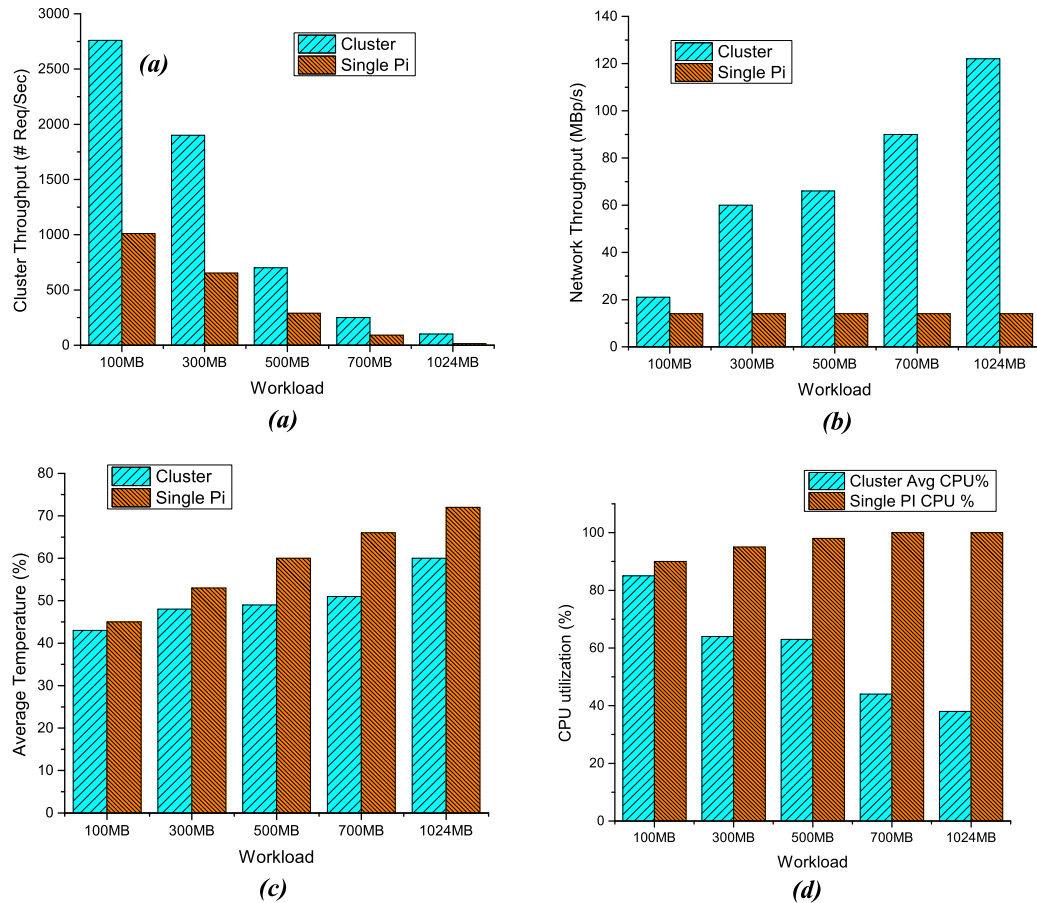 3000
2500
2000
1500
1000
500
0
Cluster Throughput (# Req/Sec)
(a)
Cluster
Single Pi
100MB 300MB 500MB 700MB 1024MB
Workload
(a)
140
120
100
80
60
40
20
0
Network Throughput (MBp/s)
Cluster
Single Pi
100MB 300MB 500MB 700MB 1024MB
Workload
(b)
80
70
60
50
40
30
20
10
0
Average Temperature (%)
Cluster
Single Pi
100MB 300MB 500MB 700MB 1024MB
Workload
(c)
100
80
60
40
20
0
CPU utilization (%)
Cluster Avg CPU%
Single PI CPU %
100MB 300MB 500MB 700MB 1024MB
Workload
(d)